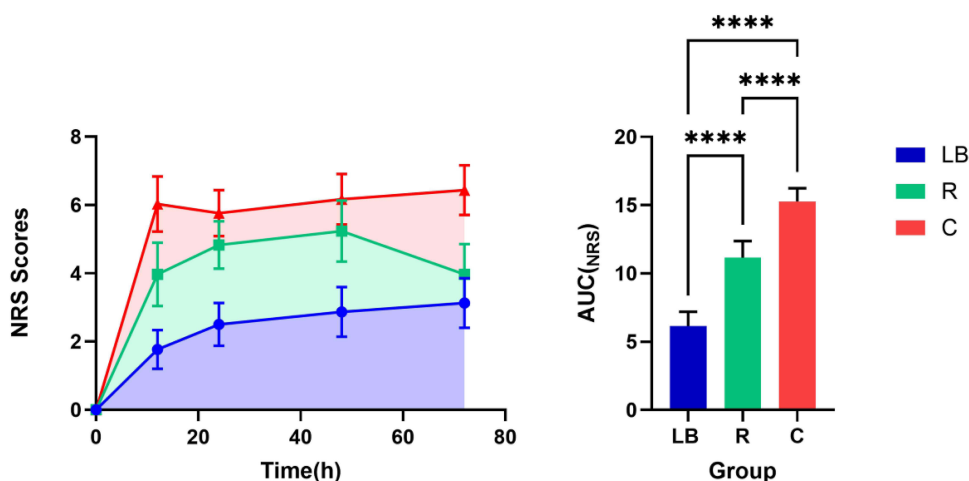 NRS Scores
8
6
4
2
0
0 20 40 60 80
Time(h)
****
****
****
AUC(NRS)
20
15
10
5
0
LB R C
Group
LB
R
C